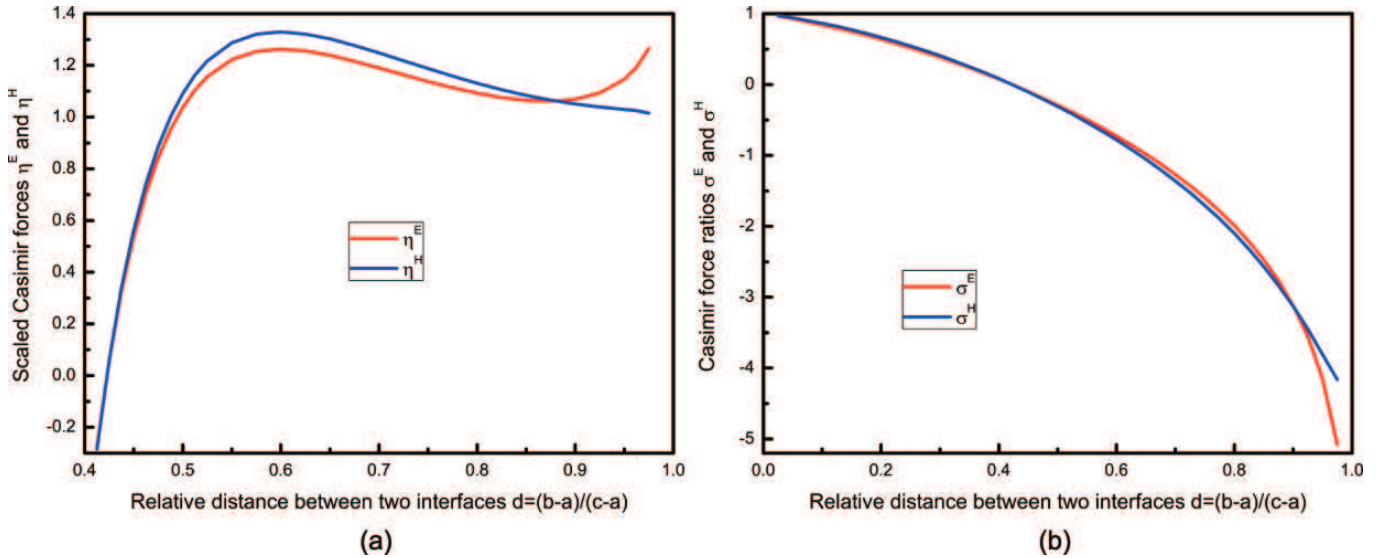 1.4
1.2
1.0
0.8
0.6
0.4
0.2
0.0
-0.2
Scaled Casimir forces η^E and η^H
η^E
η^H
0.4 0.5 0.6 0.7 0.8 0.9 1.0
Relative distance between two interfaces d=(b-a)/(c-a)
(a)
1
0
-1
-2
-3
-4
-5
Casimir force ratios σ^E and σ^H
σ^E
σ^H
0.0 0.2 0.4 0.6 0.8 1.0
Relative distance between two interfaces d=(b-a)/(c-a)
(b)